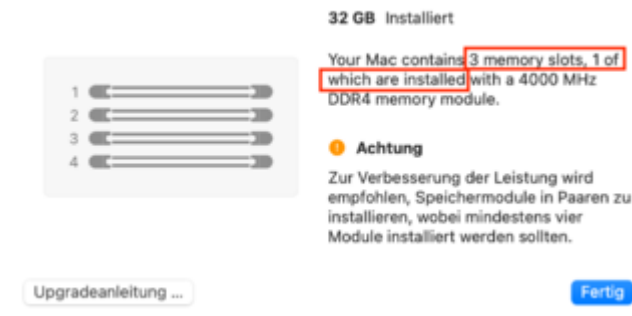 32 GB Installiert
Your Mac contains 3 memory slots, 1 of
which are installed with a 4000 MHz
DDR4 memory module.
1
2
3
4
Achtung
Zur Verbesserung der Leistung wird
empfohlen, Speichermodule in Paaren zu
installieren, wobei mindestens vier
Module installiert werden sollten.
Upgradeanleitung ...
Fertig